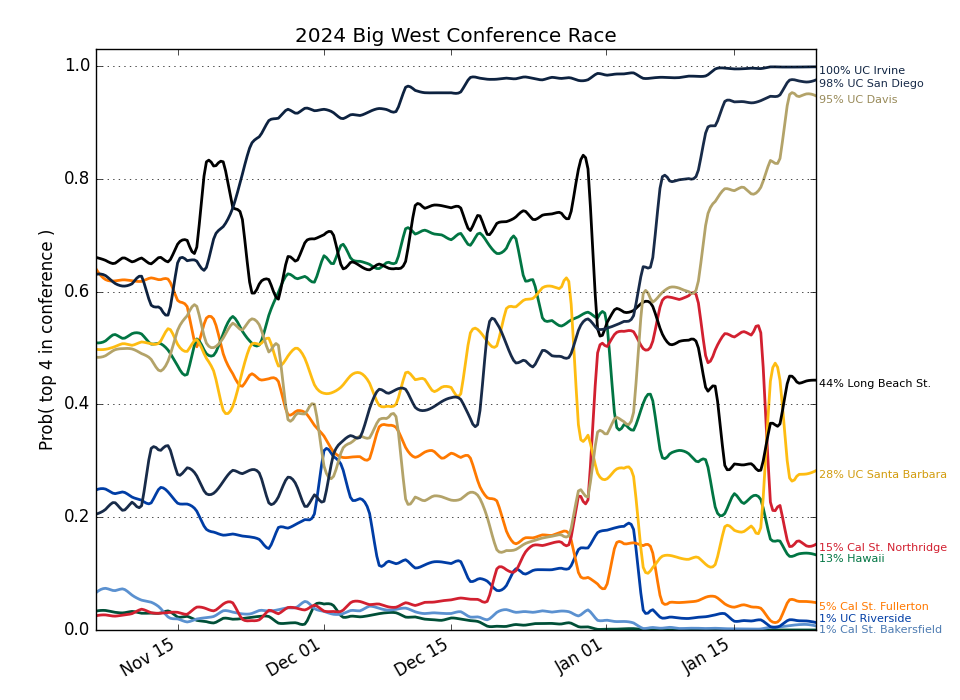 2024 Big West Conference Race
Prob( top 4 in conference )
1.0
0.8
0.6
0.4
0.2
0.0
Nov 15
Dec 01
Dec 15
Jan 01
Jan 15
100% UC Irvine
98% UC San Diego
95% UC Davis
44% Long Beach St.
28% UC Santa Barbara
15% Cal St. Northridge
13% Hawaii
5% Cal St. Fullerton
1% UC Riverside
1% Cal St. Bakersfield